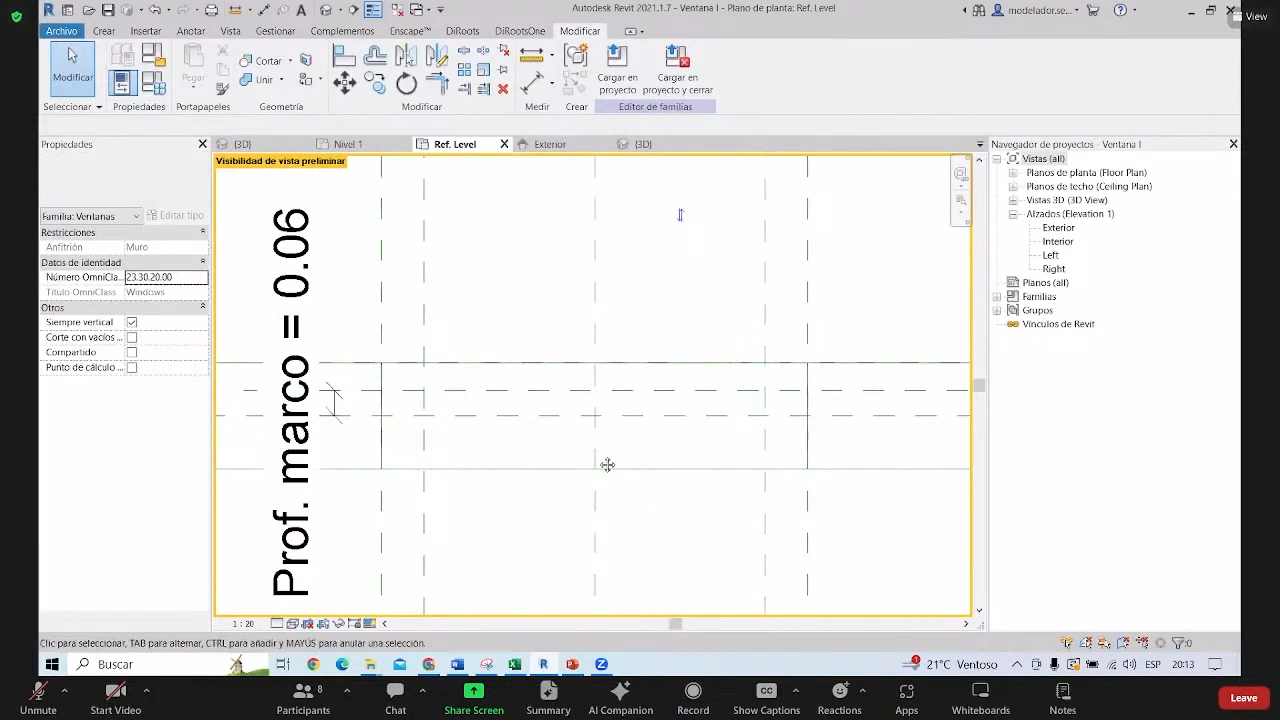 View
Autodesk Revit 2021.1.7 - Ventana I - Plano de planta: Ref. Level
modelador.se...
Archivo Crear Insertar Anotar Vista Gestionar Complementos Enscape™ DiRoots DiRootsOne Modificar
Modificar
Pegar
Cortar
Unir
Cargar en proyecto
Cargar en proyecto y cerrar
Seleccionar Propiedades Portapapeles Geometría Modificar Medir Crear Editor de familias
Propiedades
(3D) Nivel 1 Ref. Level Exterior (3D)
Navegador de proyectos - Ventana I
Visibilidad de vista preliminar
Vistas (all)
Planos de planta (Floor Plan)
Planos de techo (Ceiling Plan)
Vistas 3D (3D View)
Alzados (Elevation 1)
Exterior
Interior
Left
Right
Planos (all)
Familias
Grupos
Vínculos de Revit
Familia: Ventanas Editar tipo
Restricciones
Anfitrión Muro
Datos de identidad
Número OmniCla... 23.30.20.00
Título OmniClass Windows
Otros
Siempre vertical
Corte con vacíos ...
Compartido
Punto de cálculo ...
Prof. marco = 0.06
1 : 20
Clic para seleccionar, TAB para alternar, CTRL para añadir y MAYÚS para anular una selección.
:0
Buscar
21°C Ventoso
ESP
20:13
Unmute
Start Video
Participants 8
Chat
Share Screen
Summary
AI Companion
Record
CC
Show Captions
Reactions
Apps
Whiteboards
Notes
Leave